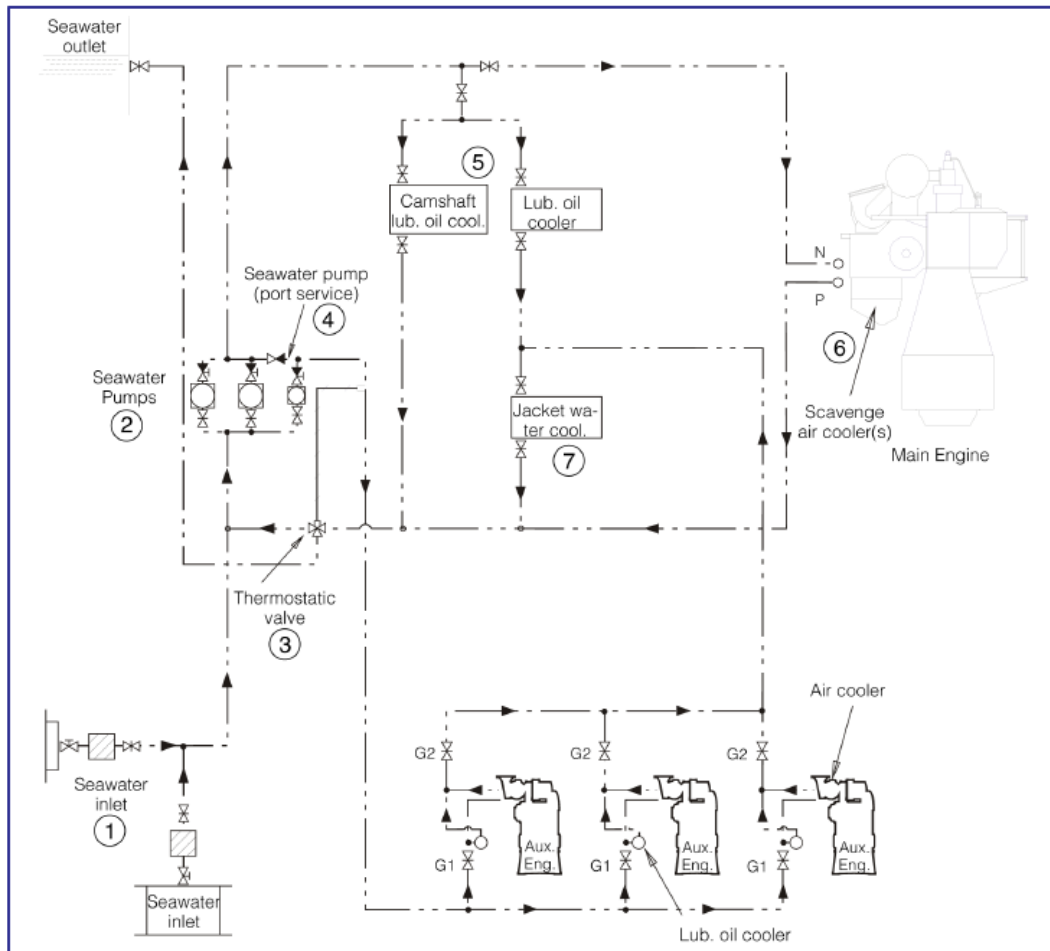 Seawater
outlet
5
Camshaft
lub. oil cool.
Lub. oil
cooler
N
P
Seawater pump
(port service)
4
6
Seawater
Pumps
2
Jacket wa-
ter cool.
7
Scavenge
air cooler(s)
Main Engine
Thermostatic
valve
3
Air cooler
G2
G2
G2
Seawater
inlet
1
Aux.
Eng.
Aux.
Eng.
Aux.
Eng.
G1
G1
G1
Seawater
inlet
Lub. oil cooler